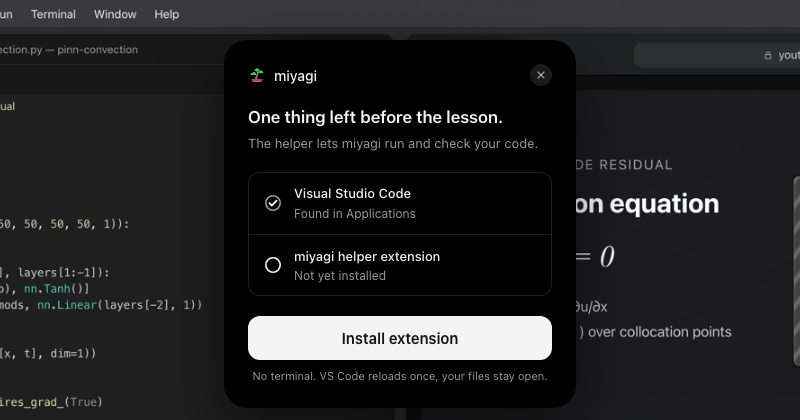 un Terminal Window Help
ection.py — pinn-convection
yout
ual
miyagi
One thing left before the lesson.
The helper lets miyagi run and check your code.
DE RESIDUAL
Visual Studio Code
Found in Applications
on equation
50, 50, 50, 50, 1)):
miyagi helper extension
Not yet installed
= 0
], layers[1:-1]):
o), nn.Tanh()]
mods, nn.Linear(layers[-2], 1))
∂u/∂x
) over collocation points
Install extension
[x, t], dim=1))
No terminal. VS Code reloads once, your files stay open.
ires_grad_(True)